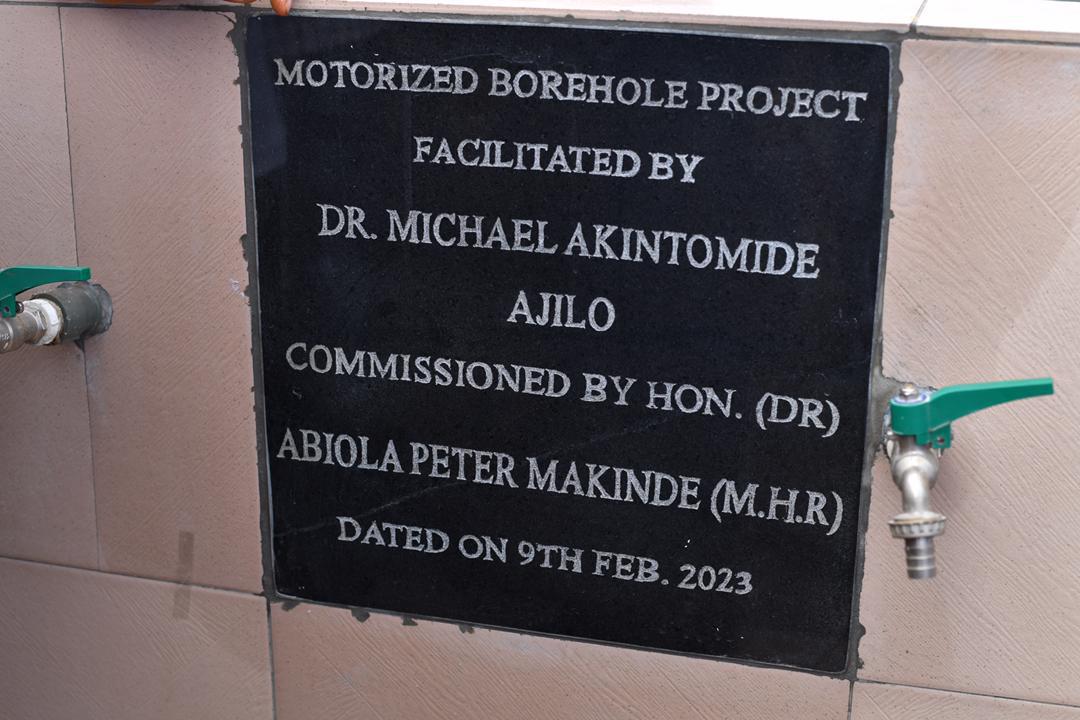 MOTORIZED BOREHOLE PROJECT
FACILITATED BY
DR. MICHAEL AKINTOMIDE
AJILO
COMMISSIONED BY HON. (DR)
ABIOLA PETER MAKINDE (M.H.R)
DATED ON 9TH FEB. 2023